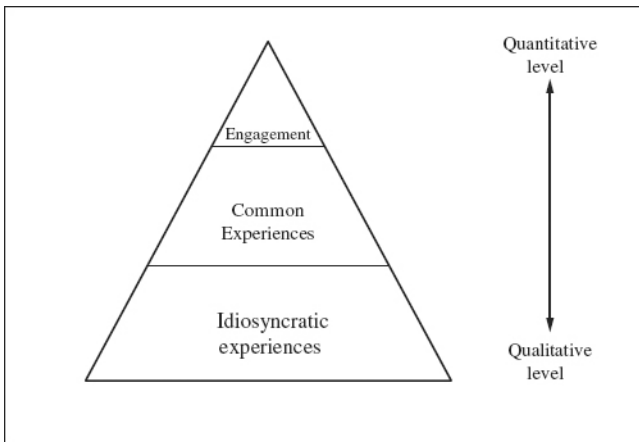 Quantitative
level
Engagement
Common
Experiences
Idiosyncratic
experiences
Qualitative
level